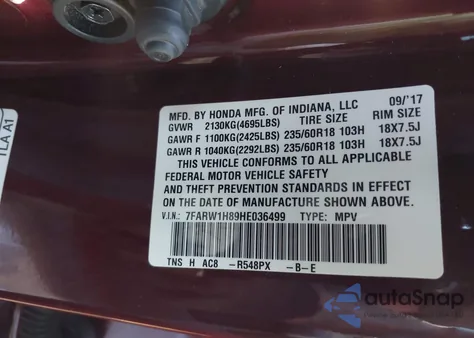 MFD. BY HONDA MFG. OF INDIANA, LLC 09/'17
GVWR 2130KG(4695LBS) TIRE SIZE RIM SIZE
GAWR F 1100KG(2425LBS) 235/60R18 103H 18X7.5J
GAWR R 1040KG(2292LBS) 235/60R18 103H 18X7.5J
THIS VEHICLE CONFORMS TO ALL APPLICABLE
FEDERAL MOTOR VEHICLE SAFETY
AND THEFT PREVENTION STANDARDS IN EFFECT
ON THE DATE OF MANUFACTURE SHOWN ABOVE.
V.I.N.: 7FARW1H89HE036499 TYPE: MPV
TNS H AC8 -R548PX -B-E
TLA A1
autoSnap